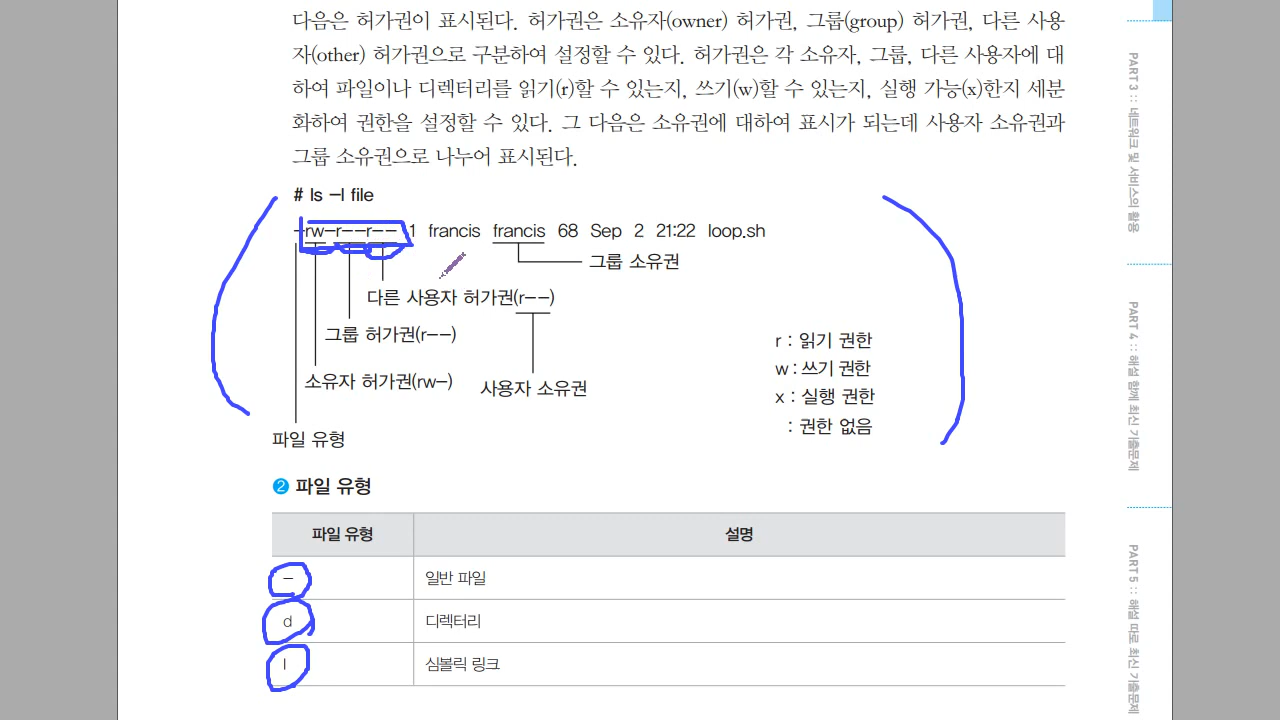 다음은 허가권이 표시된다. 허가권은 소유자(owner) 허가권, 그룹(group) 허가권, 다른 사용
자(other) 허가권으로 구분하여 설정할 수 있다. 허가권은 각 소유자, 그룹, 다른 사용자에 대
하여 파일이나 디렉터리를 읽기(r)할 수 있는지, 쓰기(w)할 수 있는지, 실행 가능(x)한지 세분
화하여 권한을 설정할 수 있다. 그 다음은 소유권에 대하여 표시가 되는데 사용자 소유권과
그룹 소유권으로 나누어 표시된다.
# ls -l file
-rw-r--r-- 1 francis francis 68 Sep 2 21:22 loop.sh
그룹 소유권
다른 사용자 허가권(r--)
그룹 허가권(r--)
소유자 허가권(rw-)
사용자 소유권
파일 유형
r : 읽기 권한
w : 쓰기 권한
x : 실행 권한
: 권한 없음
2 파일 유형
파일 유형 설명
- 일반 파일
d 디렉터리
l 심볼릭 링크
PART 3 :: 네트워크 및 서비스의 활용
PART 4 :: 해설 함께 최신 기출문제
PART 5 :: 해설 따로 최신 기출문제